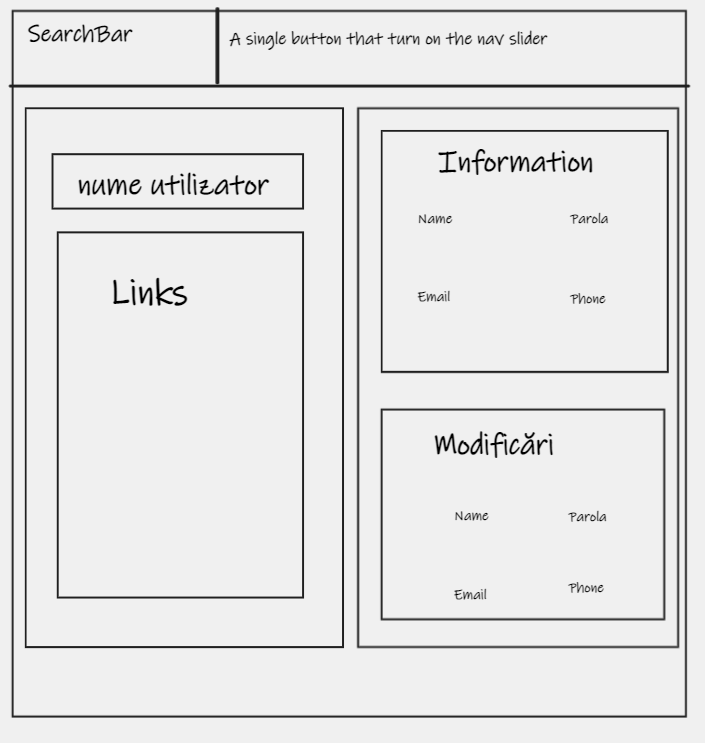 SearchBar
A single button that turn on the nav slider
nume utilizator
Links
Information
Name
Parola
Email
Phone
Modificări
Name
Parola
Email
Phone